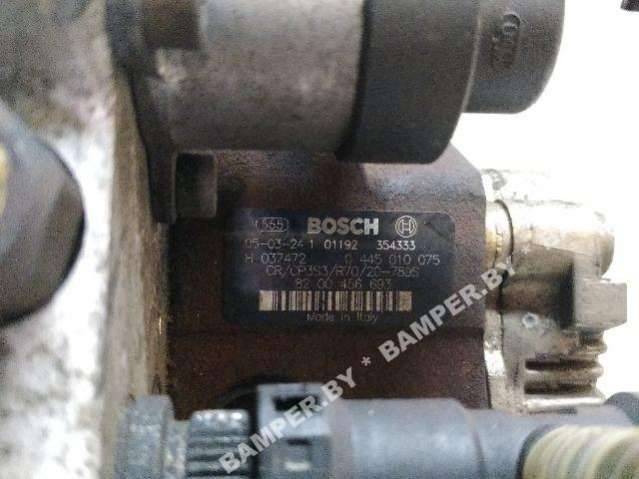 555 BOSCH
05-03-24 1 01192 354333
H 037472 0 445 010 075
CR/CP3S3/R70/20-789S
82 00 456 693
Made in Italy
BAMPER.BY * BAMPER.BY